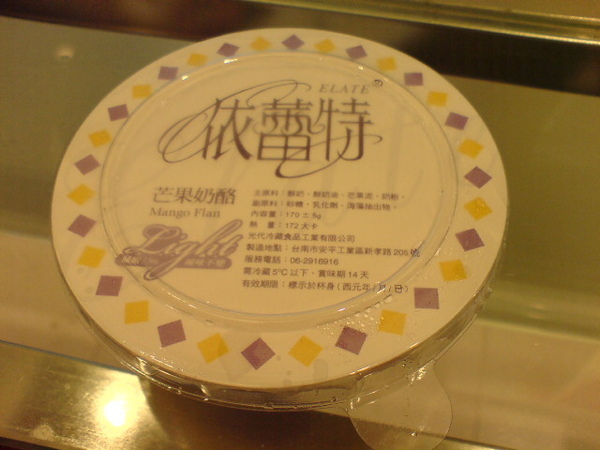 ELATE®
依蕾特
芒果奶酪
Mango Flan
Light
主原料：鮮奶、鮮奶油、芒果泥、奶粉、
副原料：砂糖、乳化劑、海藻抽出物、
內容量：170±5g
熱　量：172大卡
光代冷藏食品工業有限公司
製造地點：台南市安平工業區新孝路205號
服務電話：06-2916916
需冷藏5°C以下、賞味期14天
有效期限：標示於杯身(西元年/月/日)